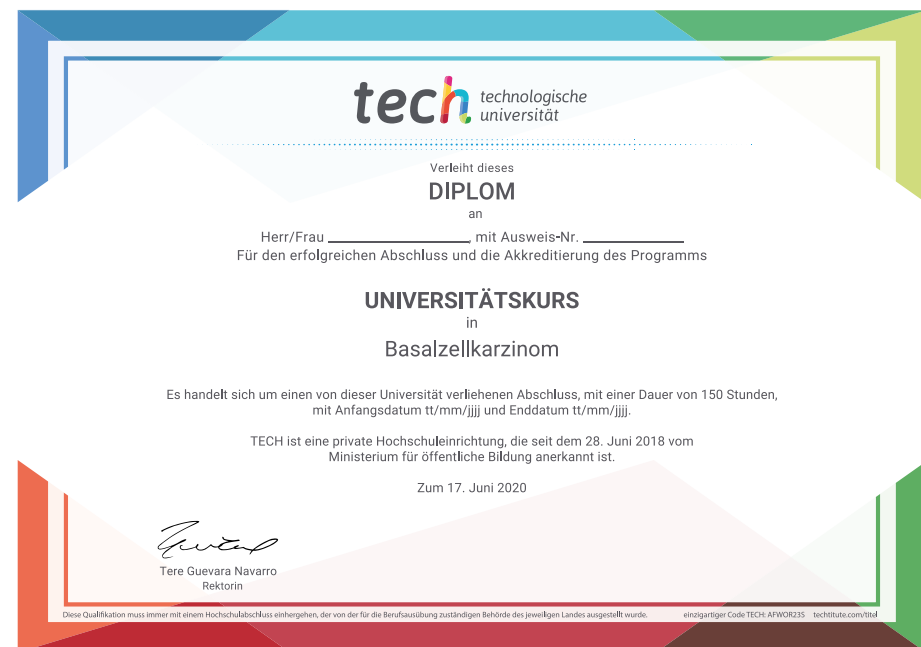 tech technologische
universität
Verleiht dieses
DIPLOM
an
Herr/Frau ____________________, mit Ausweis-Nr. ______________
Für den erfolgreichen Abschluss und die Akkreditierung des Programms
UNIVERSITÄTSKURS
in
Basalzellkarzinom
Es handelt sich um einen von dieser Universität verliehenen Abschluss, mit einer Dauer von 150 Stunden,
mit Anfangsdatum tt/mm/jjjj und Enddatum tt/mm/jjjj.
TECH ist eine private Hochschuleinrichtung, die seit dem 28. Juni 2018 vom
Ministerium für öffentliche Bildung anerkannt ist.
Zum 17. Juni 2020
Tere Guevara Navarro
Rektorin
Diese Qualifikation muss immer mit einem Hochschulabschluss einhergehen, der von der für die Berufsausübung zuständigen Behörde des jeweiligen Landes ausgestellt wurde. einzigartiger Code TECH: AFWOR23S techtitute.com/titel